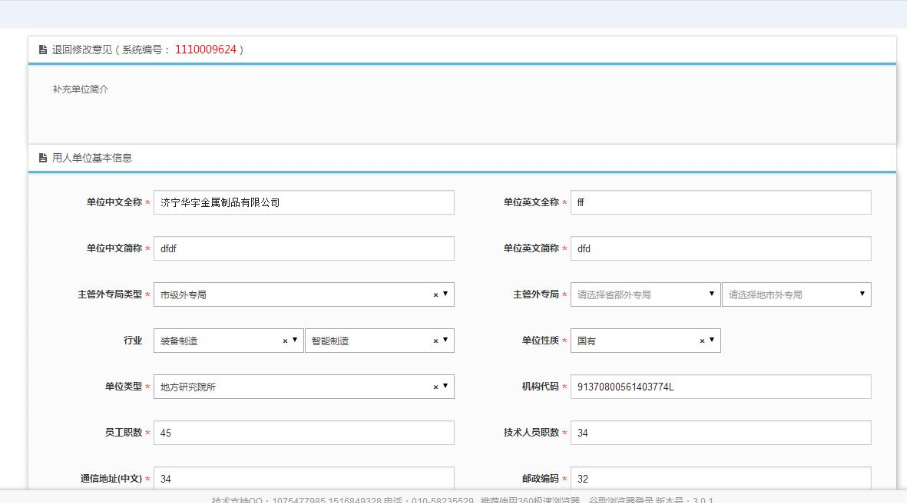 退回修改意见 ( 系统编号： 1110009624 )
补充单位简介
用人单位基本信息
单位中文全称 * 济宁华宇金属制品有限公司 单位英文全称 * fff
单位中文简称 * dfdf 单位英文简称 * dfd
主管外专局类型 * 市级外专局 × ▼ 主管外专局 * 请选择省部外专局 ▼ 请选择地市外专局 ▼
行业 装备制造 × ▼ 智能制造 × ▼ 单位性质 * 国有 × ▼
单位类型 * 地方研究院所 × ▼ 机构代码 * 91370800561403774L
员工职数 * 45 技术人员职数 * 34
通信地址(中文) * 34 邮政编码 * 32
技术支持QQ：1075477985,1516849328 电话：010-58235529 推荐使用360极速浏览器、谷歌浏览器登录 版本号：3.0.1